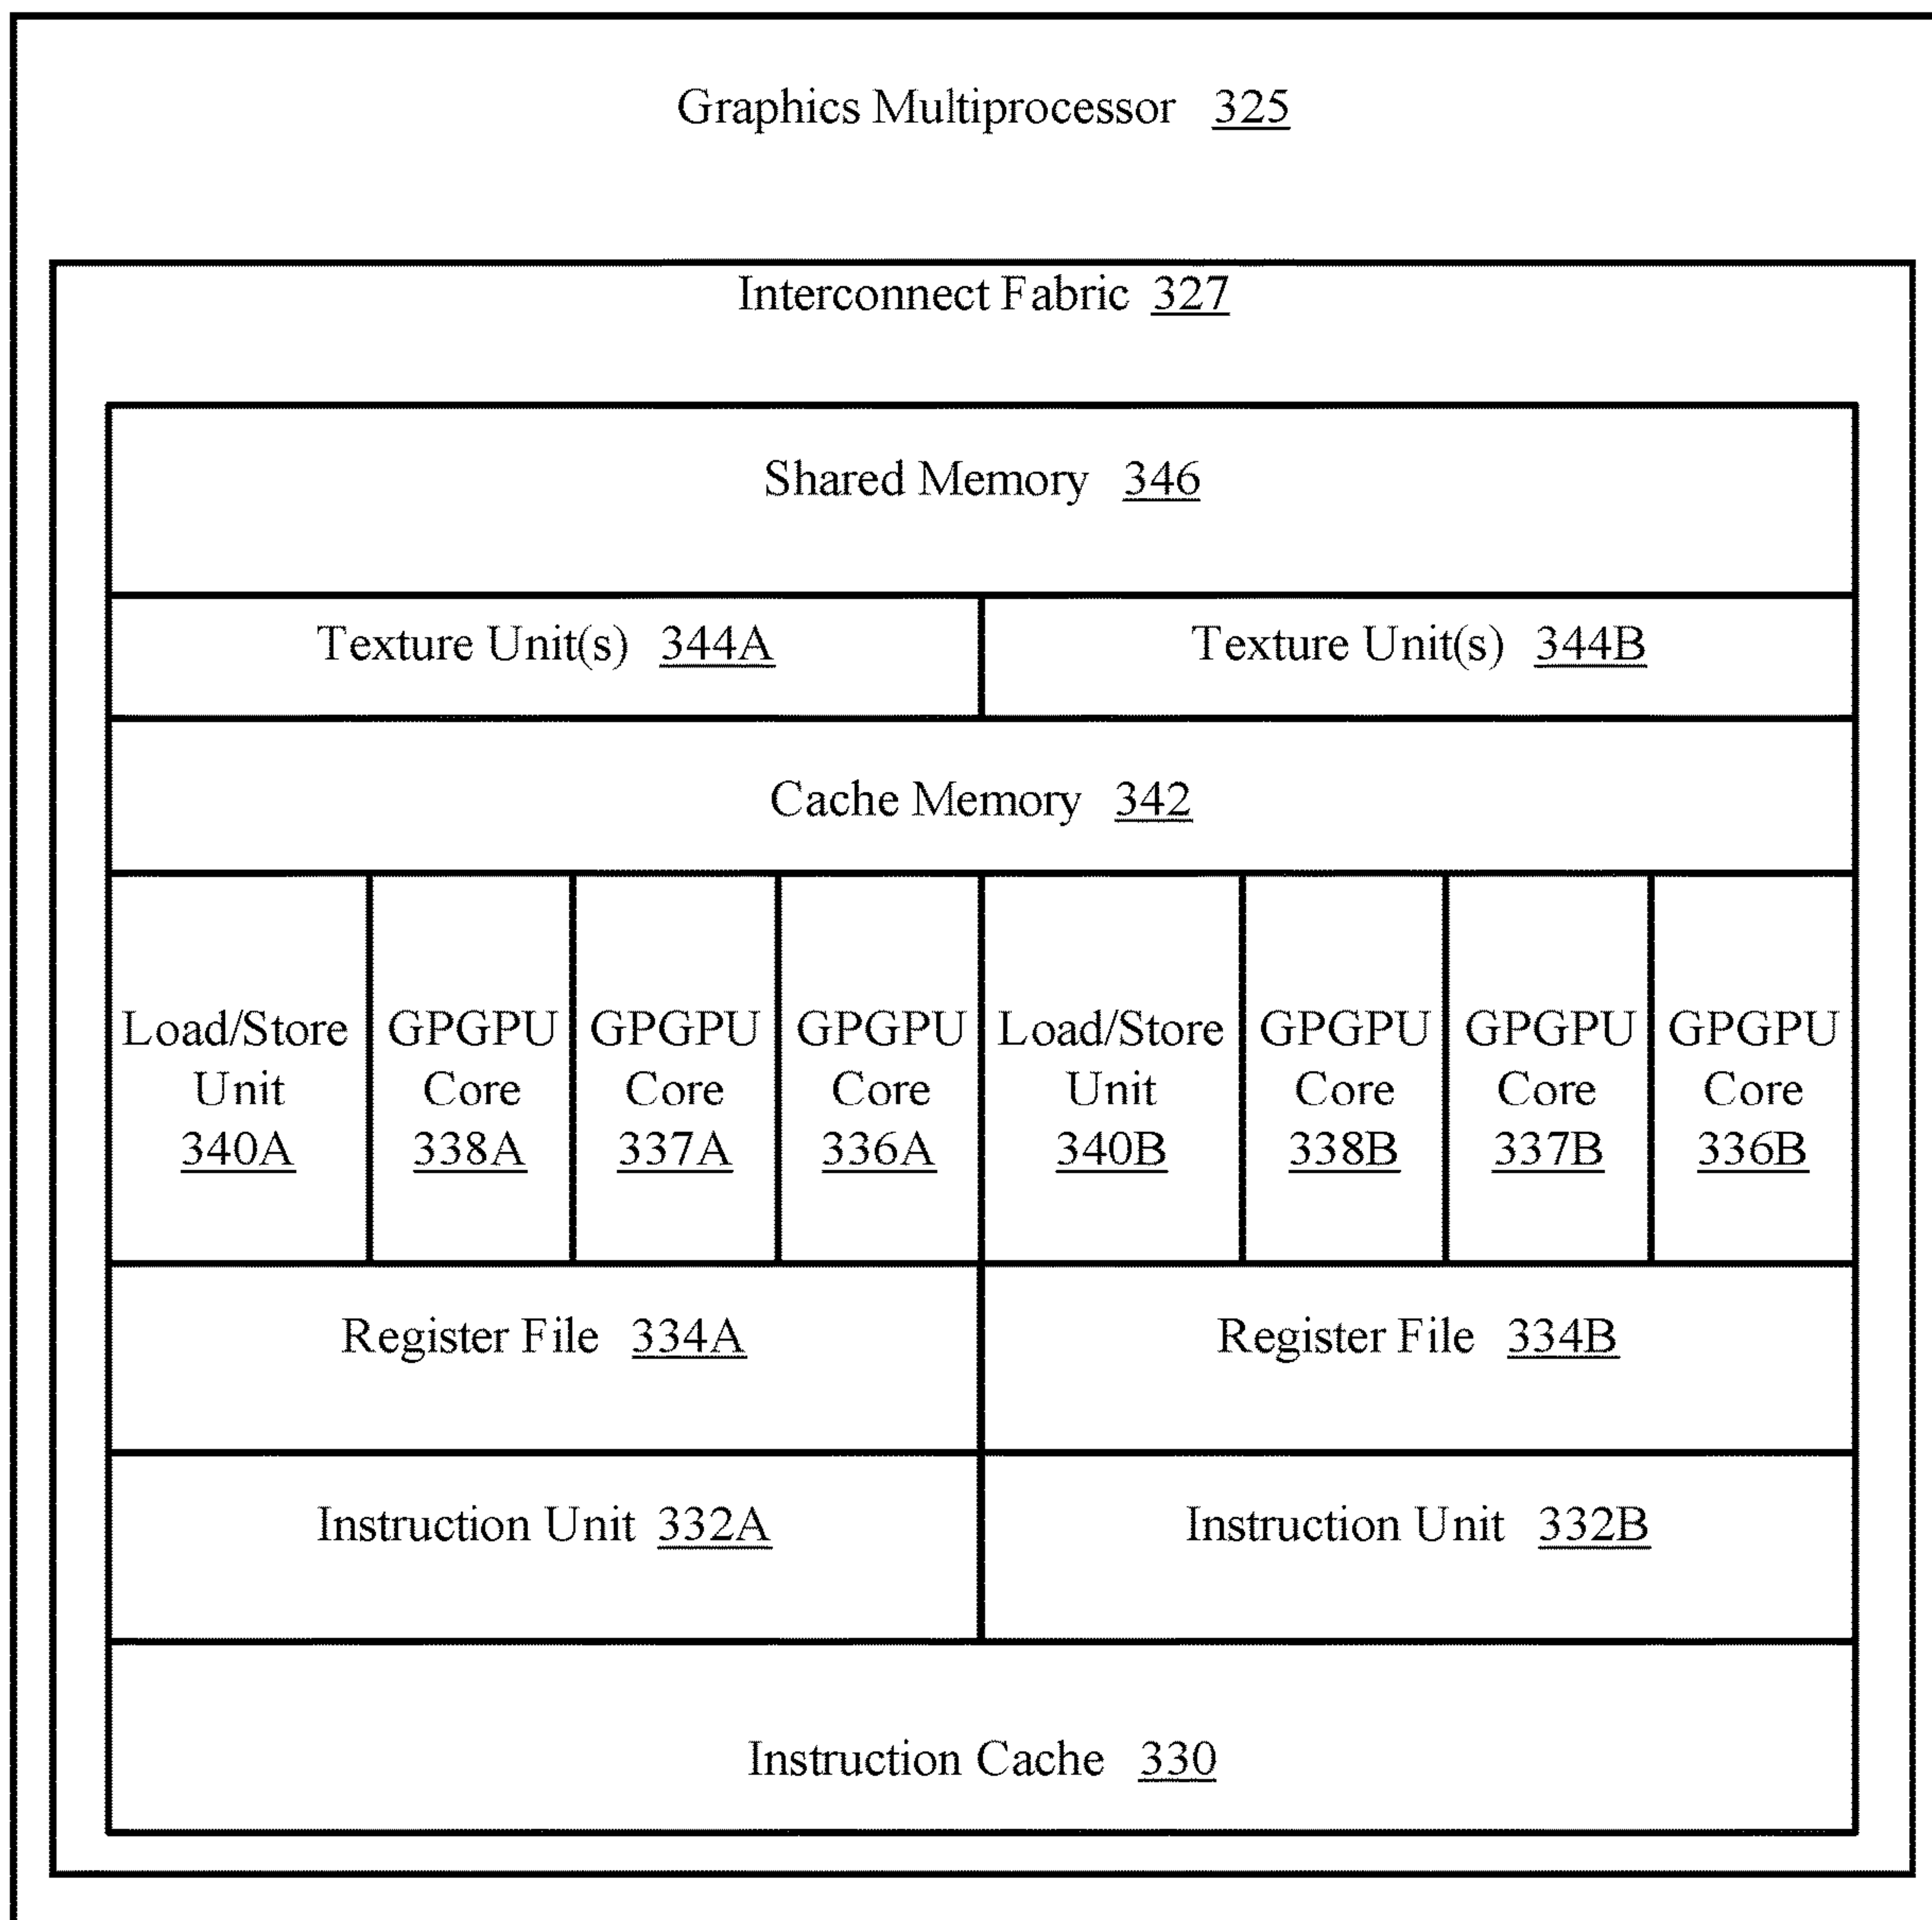 Graphics Multiprocessor 325
Interconnect Fabric 327
Shared Memory 346
Texture Unit(s) 344A
Texture Unit(s) 344B
Cache Memory 342
Load/Store
Unit
340A
GPGPU
Core
338A
GPGPU
Core
337A
GPGPU
Core
336A
Load/Store
Unit
340B
GPGPU
Core
338B
GPGPU
Core
337B
GPGPU
Core
336B
Register File 334A
Register File 334B
Instruction Unit 332A
Instruction Unit 332B
Instruction Cache 330